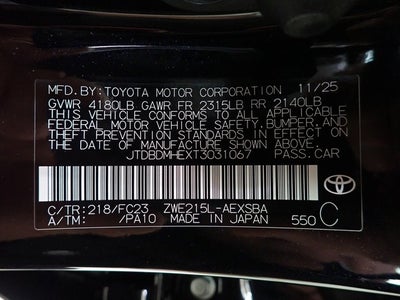 MFD.BY:TOYOTA MOTOR CORPORATION 11/25
GVWR 4180LB GAWR FR 2315LB RR 2140LB
THIS VEHICLE CONFORMS TO ALL APPLICABLE
FEDERAL MOTOR VEHICLE SAFETY, BUMPER, AND
THEFT PREVENTION STANDARDS IN EFFECT ON
THE DATE OF MANUFACTURE SHOWN ABOVE.
JTDBDMHEXT3031067 PASS.CAR
C/TR:218/FC23 ZWE215L-AEXSBA
A/TM: /PA10 MADE IN JAPAN 550 C
TOYOTA